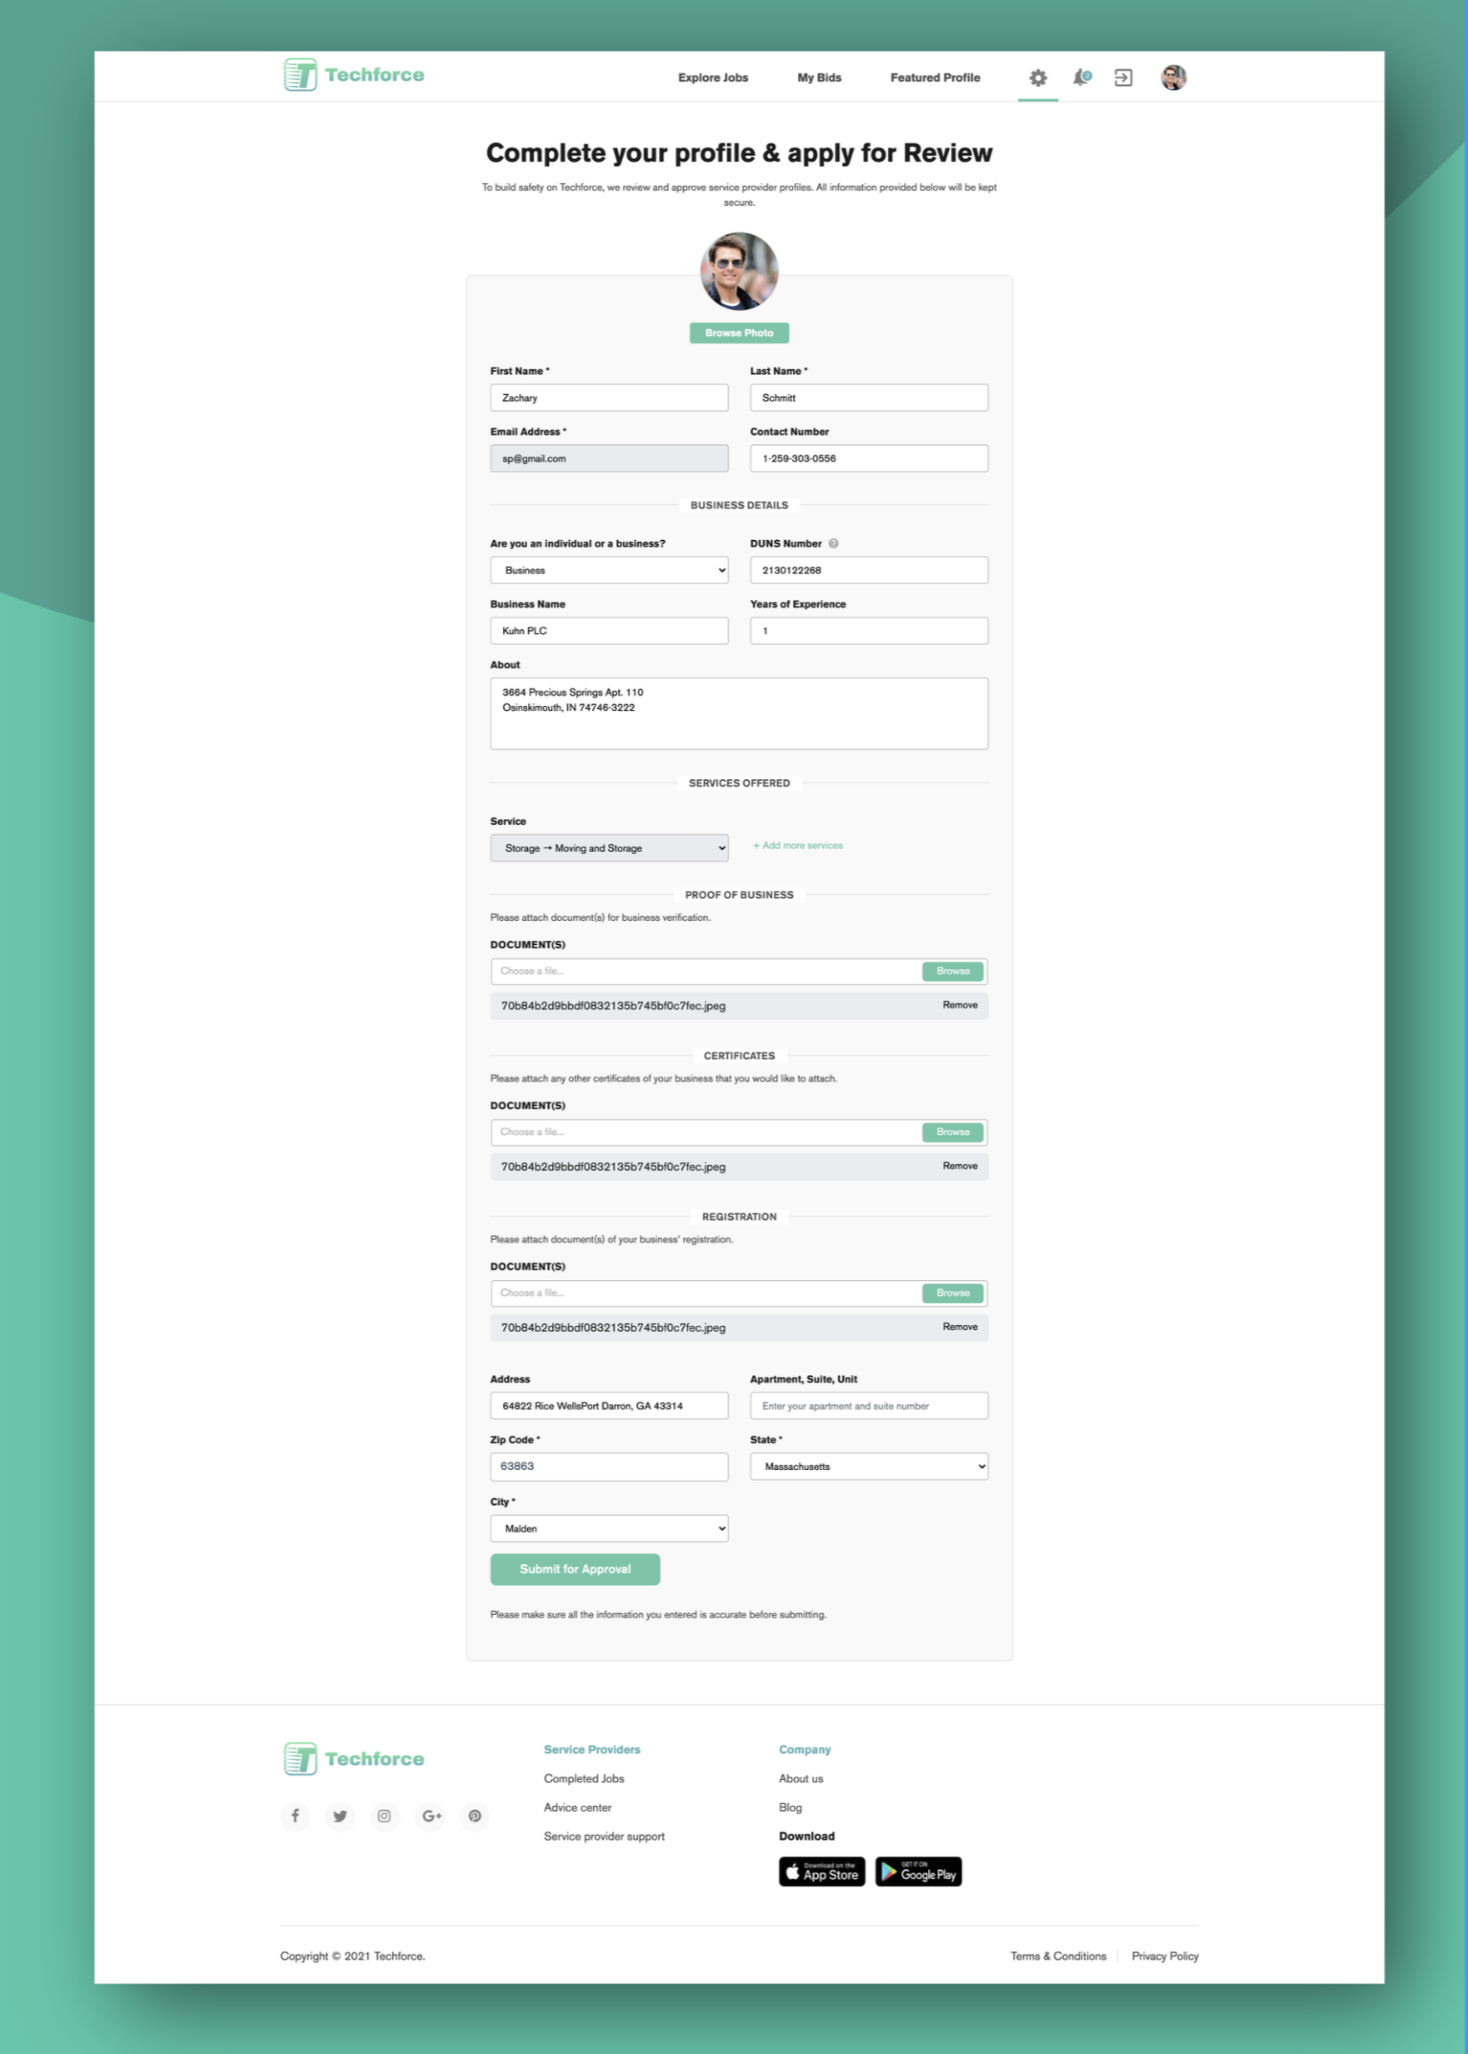 Techforce
Explore Jobs
My Bids
Featured Profile
Complete your profile & apply for Review
To build safety on Techforce, we review and approve service provider profiles. All information provided below will be kept
secure.
Browse Photo
First Name *
Last Name *
Zachary
Schmitt
Email Address *
Contact Number
sp@gmail.com
1-259-303-0556
BUSINESS DETAILS
Are you an individual or a business?
DUNS Number
Business
2130122268
Business Name
Years of Experience
Kuhn PLC
1
About
3664 Precious Springs Apt. 110
Osinskimouth, IN 74746-3222
SERVICES OFFERED
Service
Storage → Moving and Storage
+ Add more services
PROOF OF BUSINESS
Please attach document(s) for business verification.
DOCUMENT(S)
Choose a file...
Browse
70b84b2d9bbdf0832135b745bf0c7fec.jpeg
Remove
CERTIFICATES
Please attach any other certificates of your business that you would like to attach.
DOCUMENT(S)
Choose a file...
Browse
70b84b2d9bbdf0832135b745bf0c7fec.jpeg
Remove
REGISTRATION
Please attach document(s) of your business' registration.
DOCUMENT(S)
Choose a file...
Browse
70b84b2d9bbdf0832135b745bf0c7fec.jpeg
Remove
Address
Apartment, Suite, Unit
64822 Rice WellsPort Darron, GA 43314
Enter your apartment and suite number
Zip Code *
State *
63863
Massachusetts
City *
Malden
Submit for Approval
Please make sure all the information you entered is accurate before submitting.
Techforce
Service Providers
Completed Jobs
Advice center
Service provider support
Company
About us
Blog
Download
Download on the
App Store
GET IT ON
Google Play
Copyright © 2021 Techforce.
Terms & Conditions
Privacy Policy